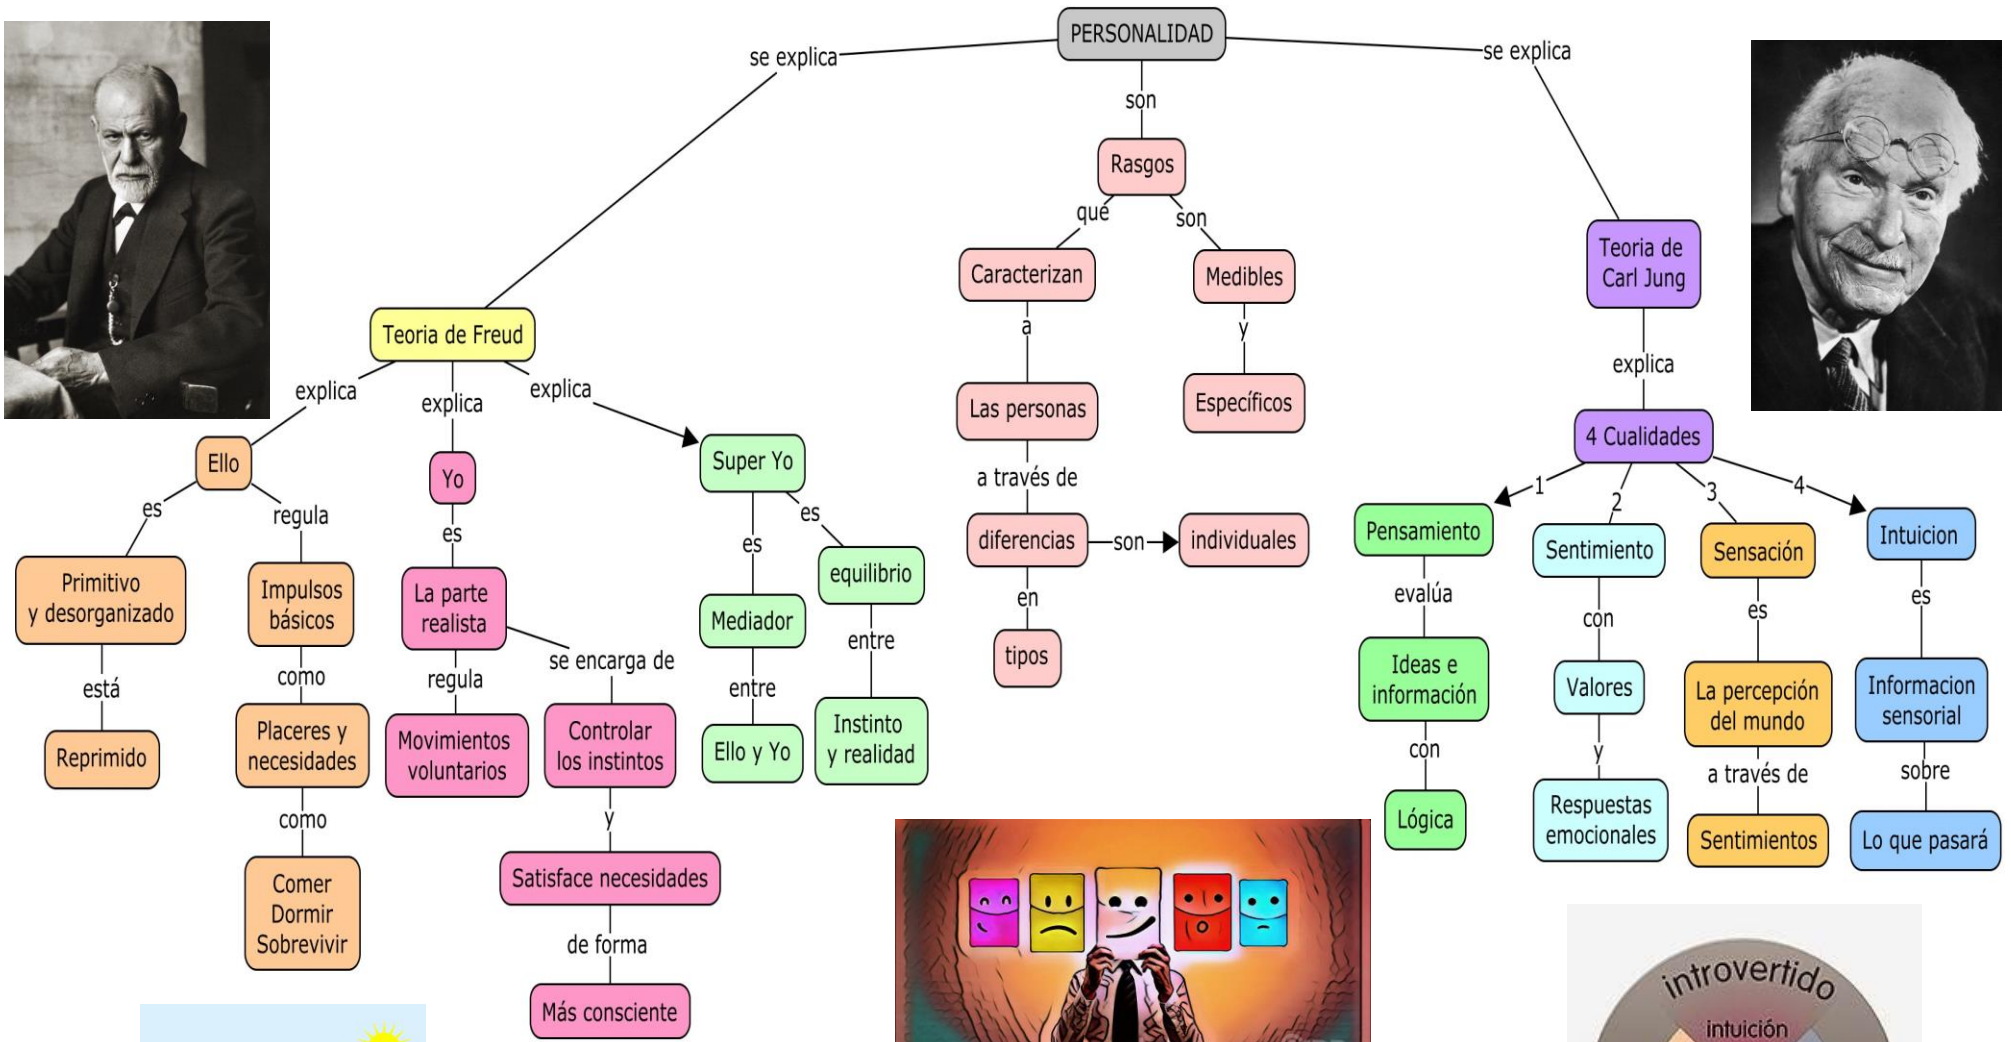 PERSONALIDAD
se explica
son
se explica
Rasgos
que
son
Caracterizan
Medibles
a
y
Las personas
Específicos
a través de
diferencias
son
individuales
en
tipos
Teoria de Freud
explica
explica
explica
Ello
es
regula
Primitivo
y desorganizado
está
Reprimido
Impulsos
básicos
como
Placeres y
necesidades
como
Comer
Dormir
Sobrevivir
Yo
es
La parte
realista
regula
se encarga de
Movimientos
voluntarios
Controlar
los instintos
y
Satisface necesidades
de forma
Más consciente
Super Yo
es
es
Mediador
entre
Ello y Yo
equilibrio
entre
Instinto
y realidad
Teoria de
Carl Jung
explica
4 Cualidades
1
2
3
4
Pensamiento
evalúa
Ideas e
información
con
Lógica
Sentimiento
con
Valores
y
Respuestas
emocionales
Sensación
es
La percepción
del mundo
a través de
Sentimientos
Intuicion
es
Informacion
sensorial
sobre
Lo que pasará
introvertido
intuición